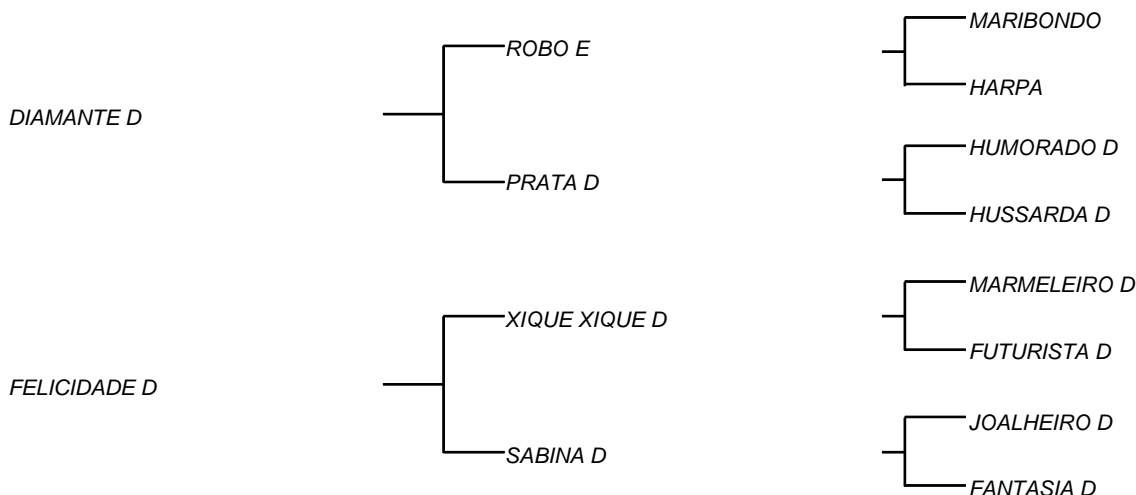 MARIBONDO
ROBO E
HARPA
DIAMANTE D
HUMORADO D
PRATA D
HUSSARDA D
MARMELEIRO D
XIQUE XIQUE D
FUTURISTA D
FELICIDADE D
JOALHEIRO D
SABINA D
FANTASIA D